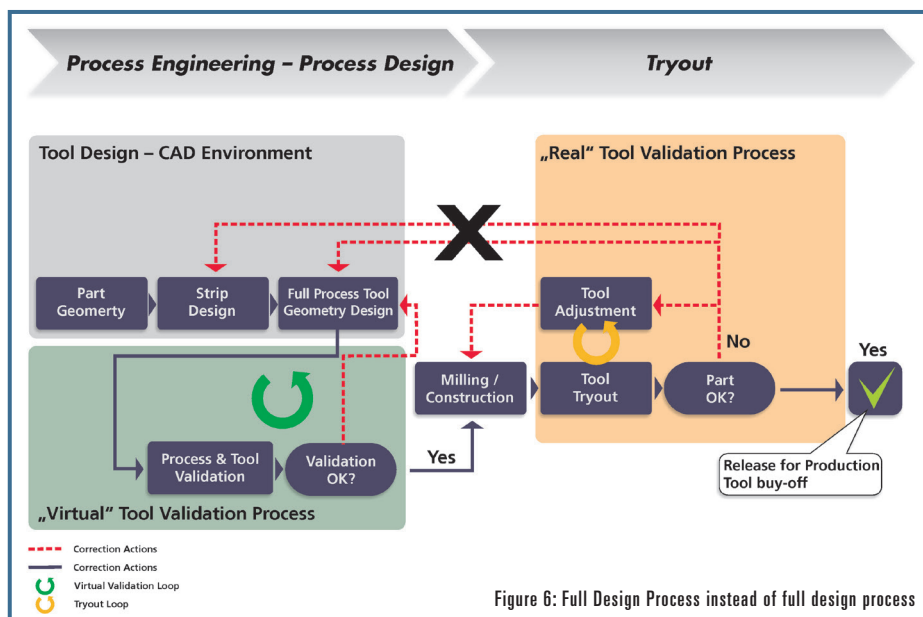 Process Engineering – Process Design
Tryout
Tool Design – CAD Environment
„Real“ Tool Validation Process
Part
Geomerty
Strip
Design
Full Process Tool
Geometry Design
Tool
Adjustment
No
Yes
Milling /
Construction
Tool
Tryout
Part
OK?
Process & Tool
Validation
Validation
OK?
Yes
Release for Production
Tool buy-off
„Virtual“ Tool Validation Process
Correction Actions
Correction Actions
Virtual Validation Loop
Tryout Loop
Figure 6: Full Design Process instead of full design process